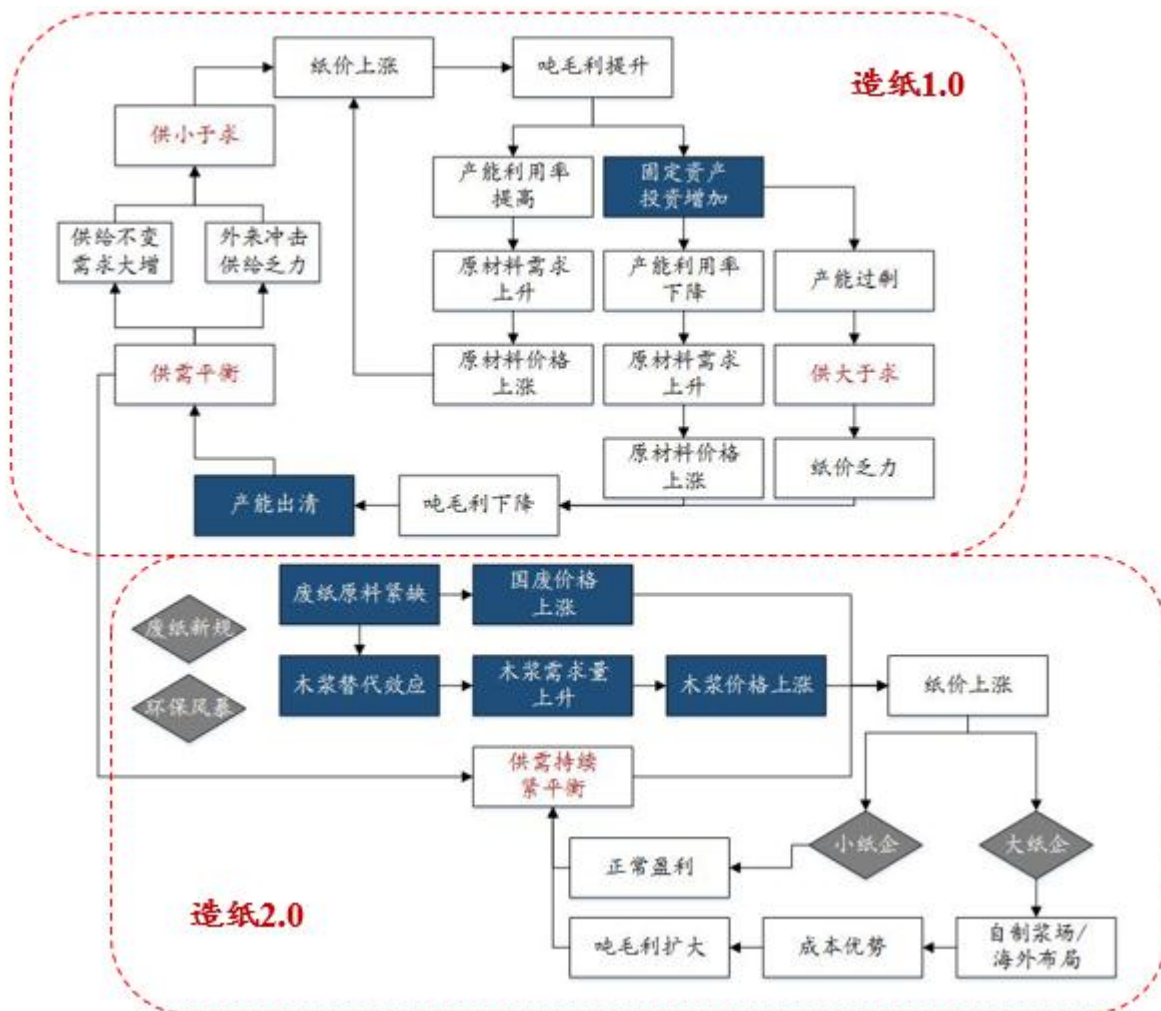 纸价上涨
吨毛利提升
造纸1.0
供小于求
产能利用率
提高
固定资产
投资增加
供给不变
需求大增
外来冲击
供给乏力
原材料需求
上升
产能利用率
下降
产能过剩
供需平衡
原材料价格
上涨
原材料需求
上升
供大于求
原材料价格
上涨
纸价乏力
产能出清
吨毛利下降
废纸新规
废纸原料紧缺
国废价格
上涨
环保风暴
木浆替代效应
木浆需求量
上升
木浆价格上涨
纸价上涨
供需持续
紧平衡
小纸企
大纸企
正常盈利
造纸2.0
吨毛利扩大
成本优势
自制浆场/
海外布局